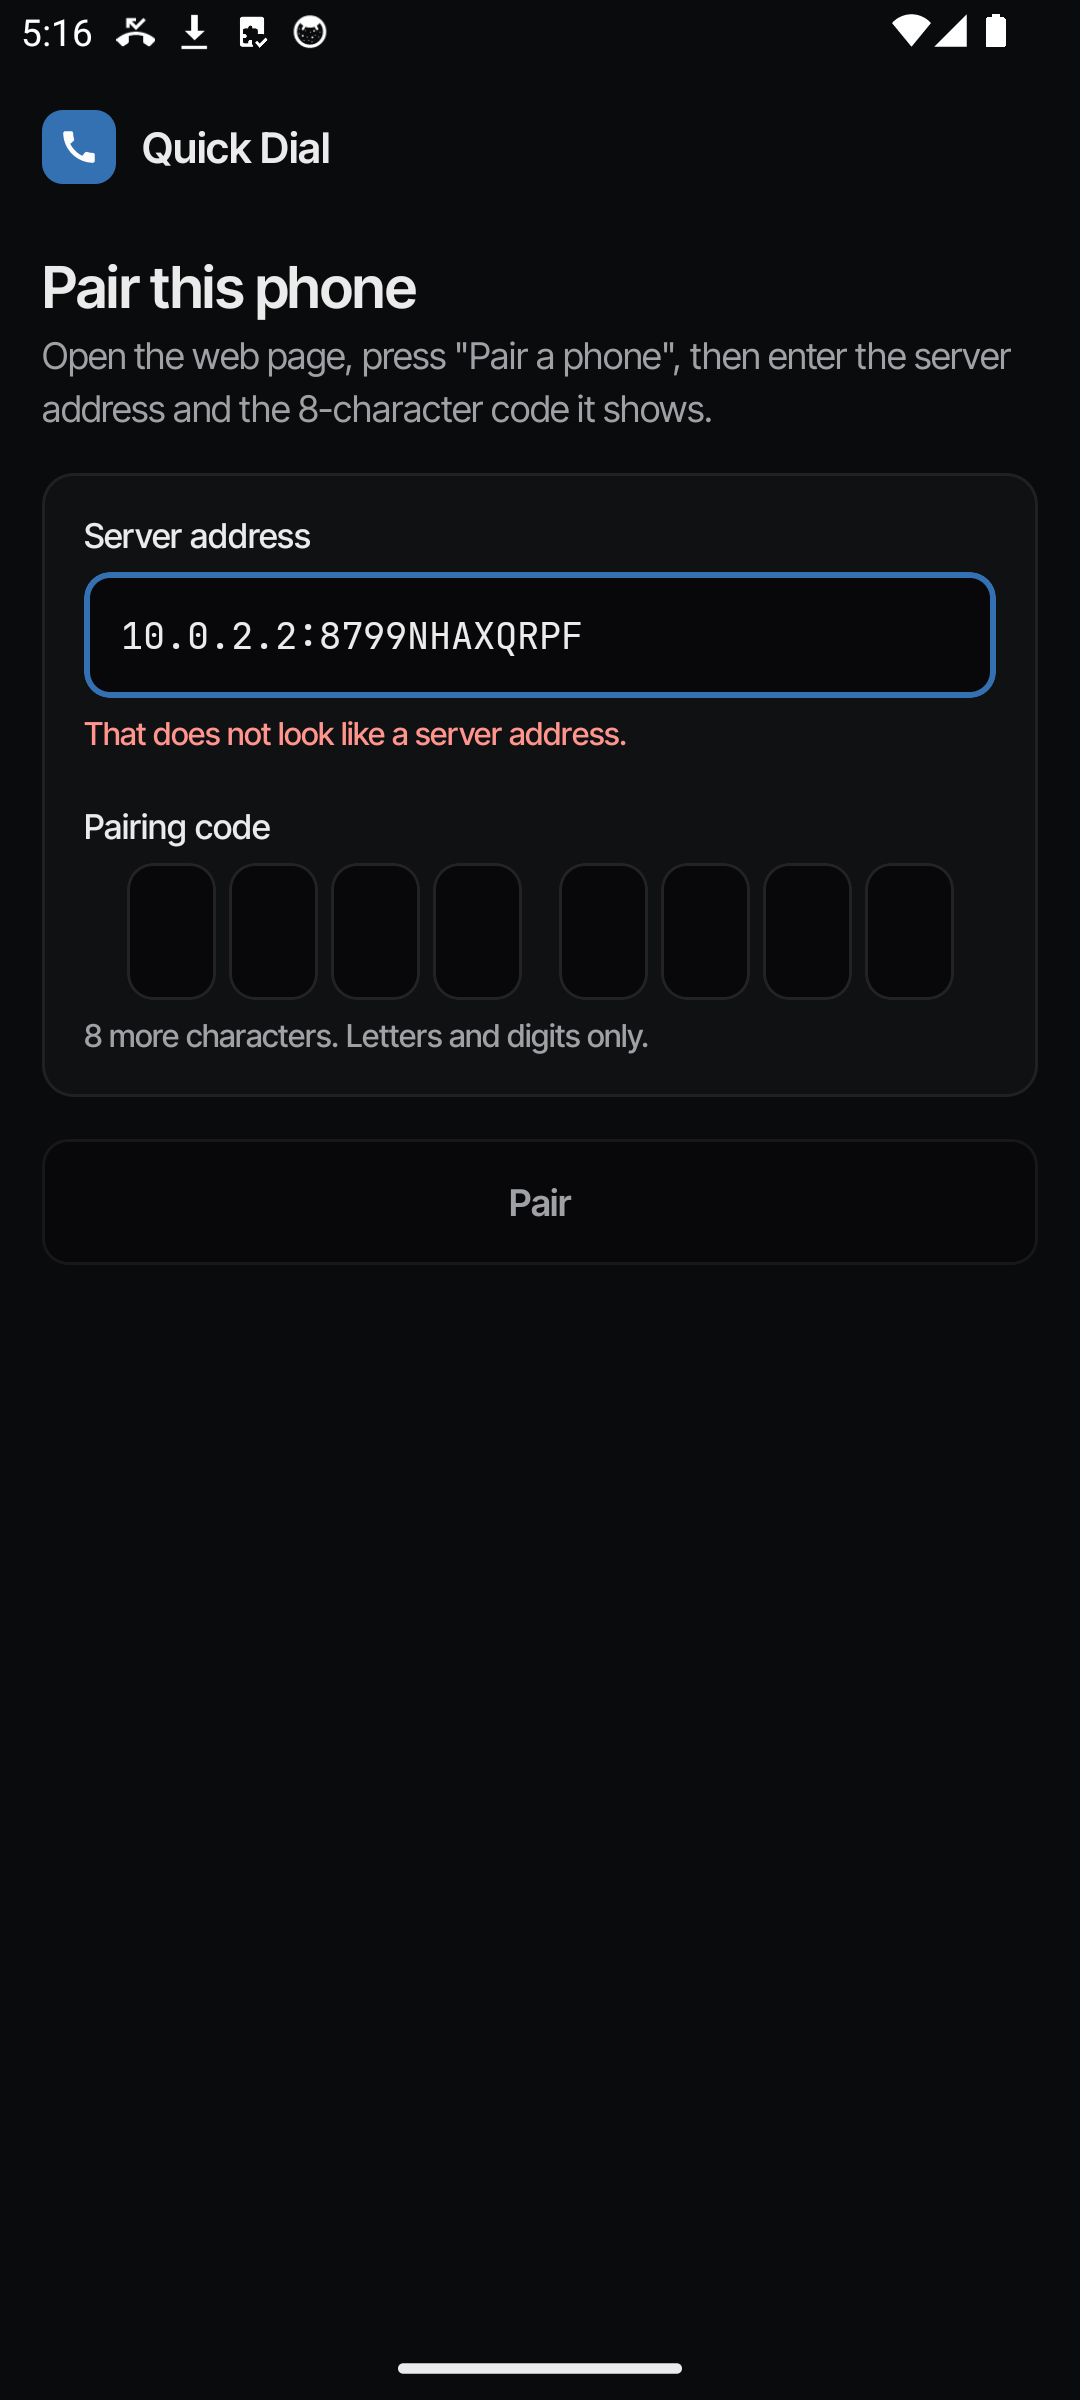 5:16
Quick Dial
Pair this phone
Open the web page, press "Pair a phone", then enter the server
address and the 8-character code it shows.
Server address
10.0.2.2:8799NHAXQRPF
That does not look like a server address.
Pairing code
8 more characters. Letters and digits only.
Pair